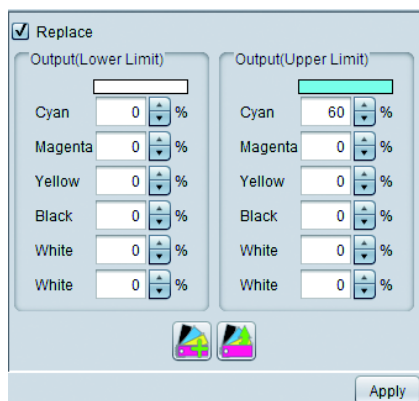 Replace
Output(Lower Limit) Output(Upper Limit)
Cyan 0 % Cyan 60 %
Magenta 0 % Magenta 0 %
Yellow 0 % Yellow 0 %
Black 0 % Black 0 %
White 0 % White 0 %
White 0 % White 0 %
Apply